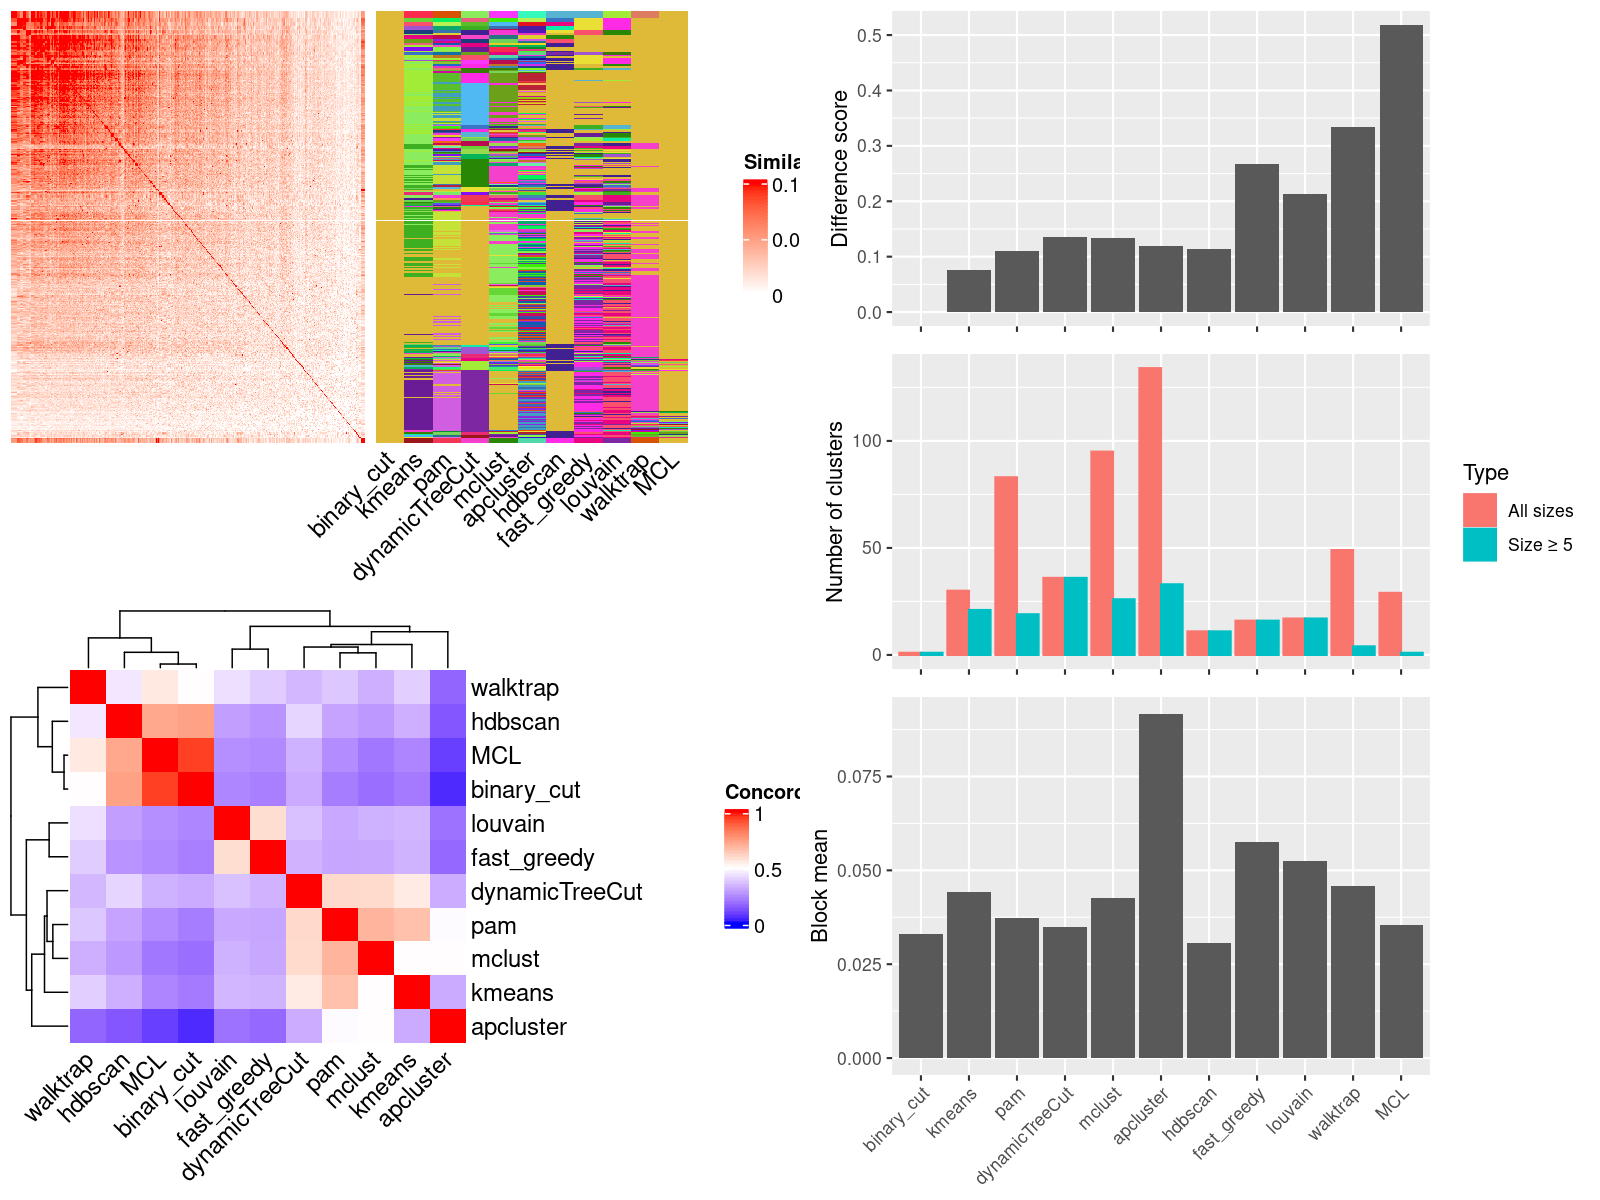 Simila
0.1
0.0
0
binary_cut
kmeans
pam
dynamicTreeCut
mclust
apcluster
hdbscan
fast_greedy
louvain
walktrap
MCL
walktrap
hdbscan
MCL
binary_cut
louvain
fast_greedy
dynamicTreeCut
pam
mclust
kmeans
apcluster
walktrap
hdbscan
MCL
binary_cut
louvain
fast_greedy
dynamicTreeCut
pam
mclust
kmeans
apcluster
Concord
1
0.5
0
Difference score
0.5
0.4
0.3
0.2
0.1
0.0
Number of clusters
100
50
0
Type
All sizes
Size ≥ 5
Block mean
0.075
0.050
0.025
0.000
binary_cut
kmeans
pam
dynamicTreeCut
mclust
apcluster
hdbscan
fast_greedy
louvain
walktrap
MCL